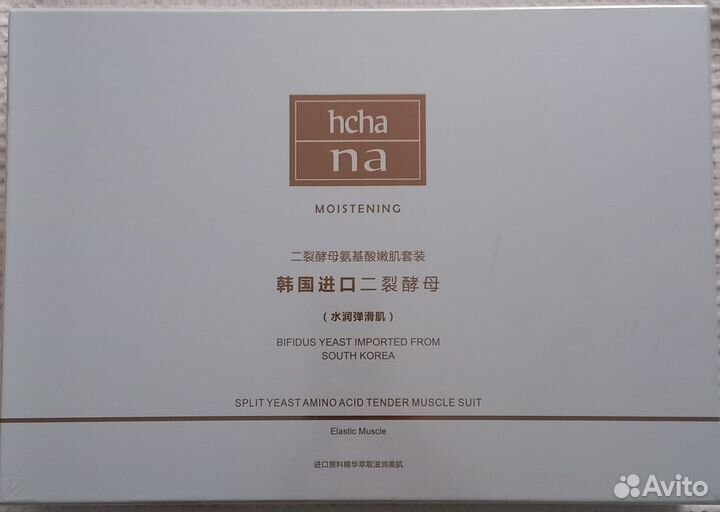 hcha
na
MOISTENING
二裂酵母氨基酸嫩肌套装
韩国进口二裂酵母
（水润弹滑肌）
BIFIDUS YEAST IMPORTED FROM
SOUTH KOREA
SPLIT YEAST AMINO ACID TENDER MUSCLE SUIT
Elastic Muscle
进口原料精华萃取滋润美肌
Avito